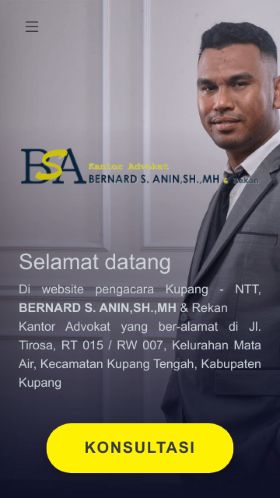 BSA
Kantor Advokat
BERNARD S. ANIN,SH.,MH & Rekan
Selamat datang
Di website pengacara Kupang - NTT,
BERNARD S. ANIN,SH.,MH & Rekan
Kantor Advokat yang ber-alamat di Jl.
Tirosa, RT 015 / RW 007, Kelurahan Mata
Air, Kecamatan Kupang Tengah, Kabupaten
Kupang
KONSULTASI